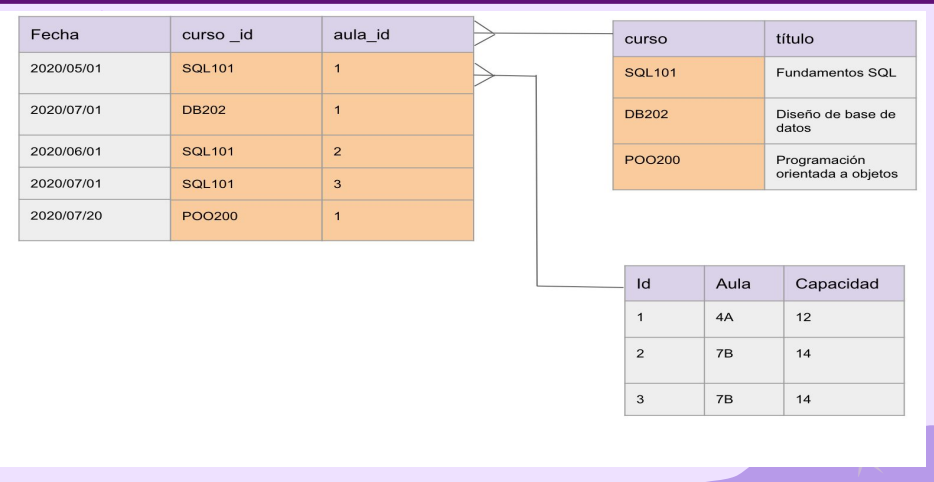 Fecha curso _id aula_id
2020/05/01 SQL101 1
2020/07/01 DB202 1
2020/06/01 SQL101 2
2020/07/01 SQL101 3
2020/07/20 POO200 1
curso título
SQL101 Fundamentos SQL
DB202 Diseño de base de
datos
POO200 Programación
orientada a objetos
Id Aula Capacidad
1 4A 12
2 7B 14
3 7B 14